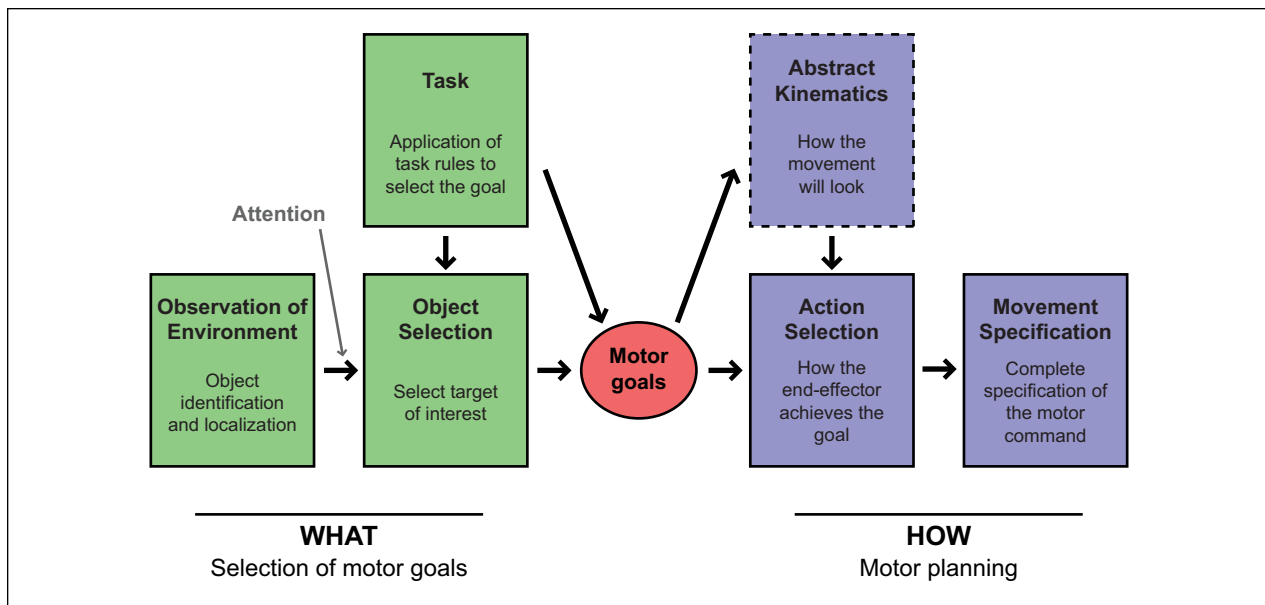 Task
Application of
task rules to
select the goal
Abstract
Kinematics
How the
movement
will look
Attention
Observation of
Environment
Object
identification
and localization
Object
Selection
Select target
of interest
Motor
goals
Action
Selection
How the
end-effector
achieves the
goal
Movement
Specification
Complete
specification of
the motor
command
WHAT
Selection of motor goals
HOW
Motor planning